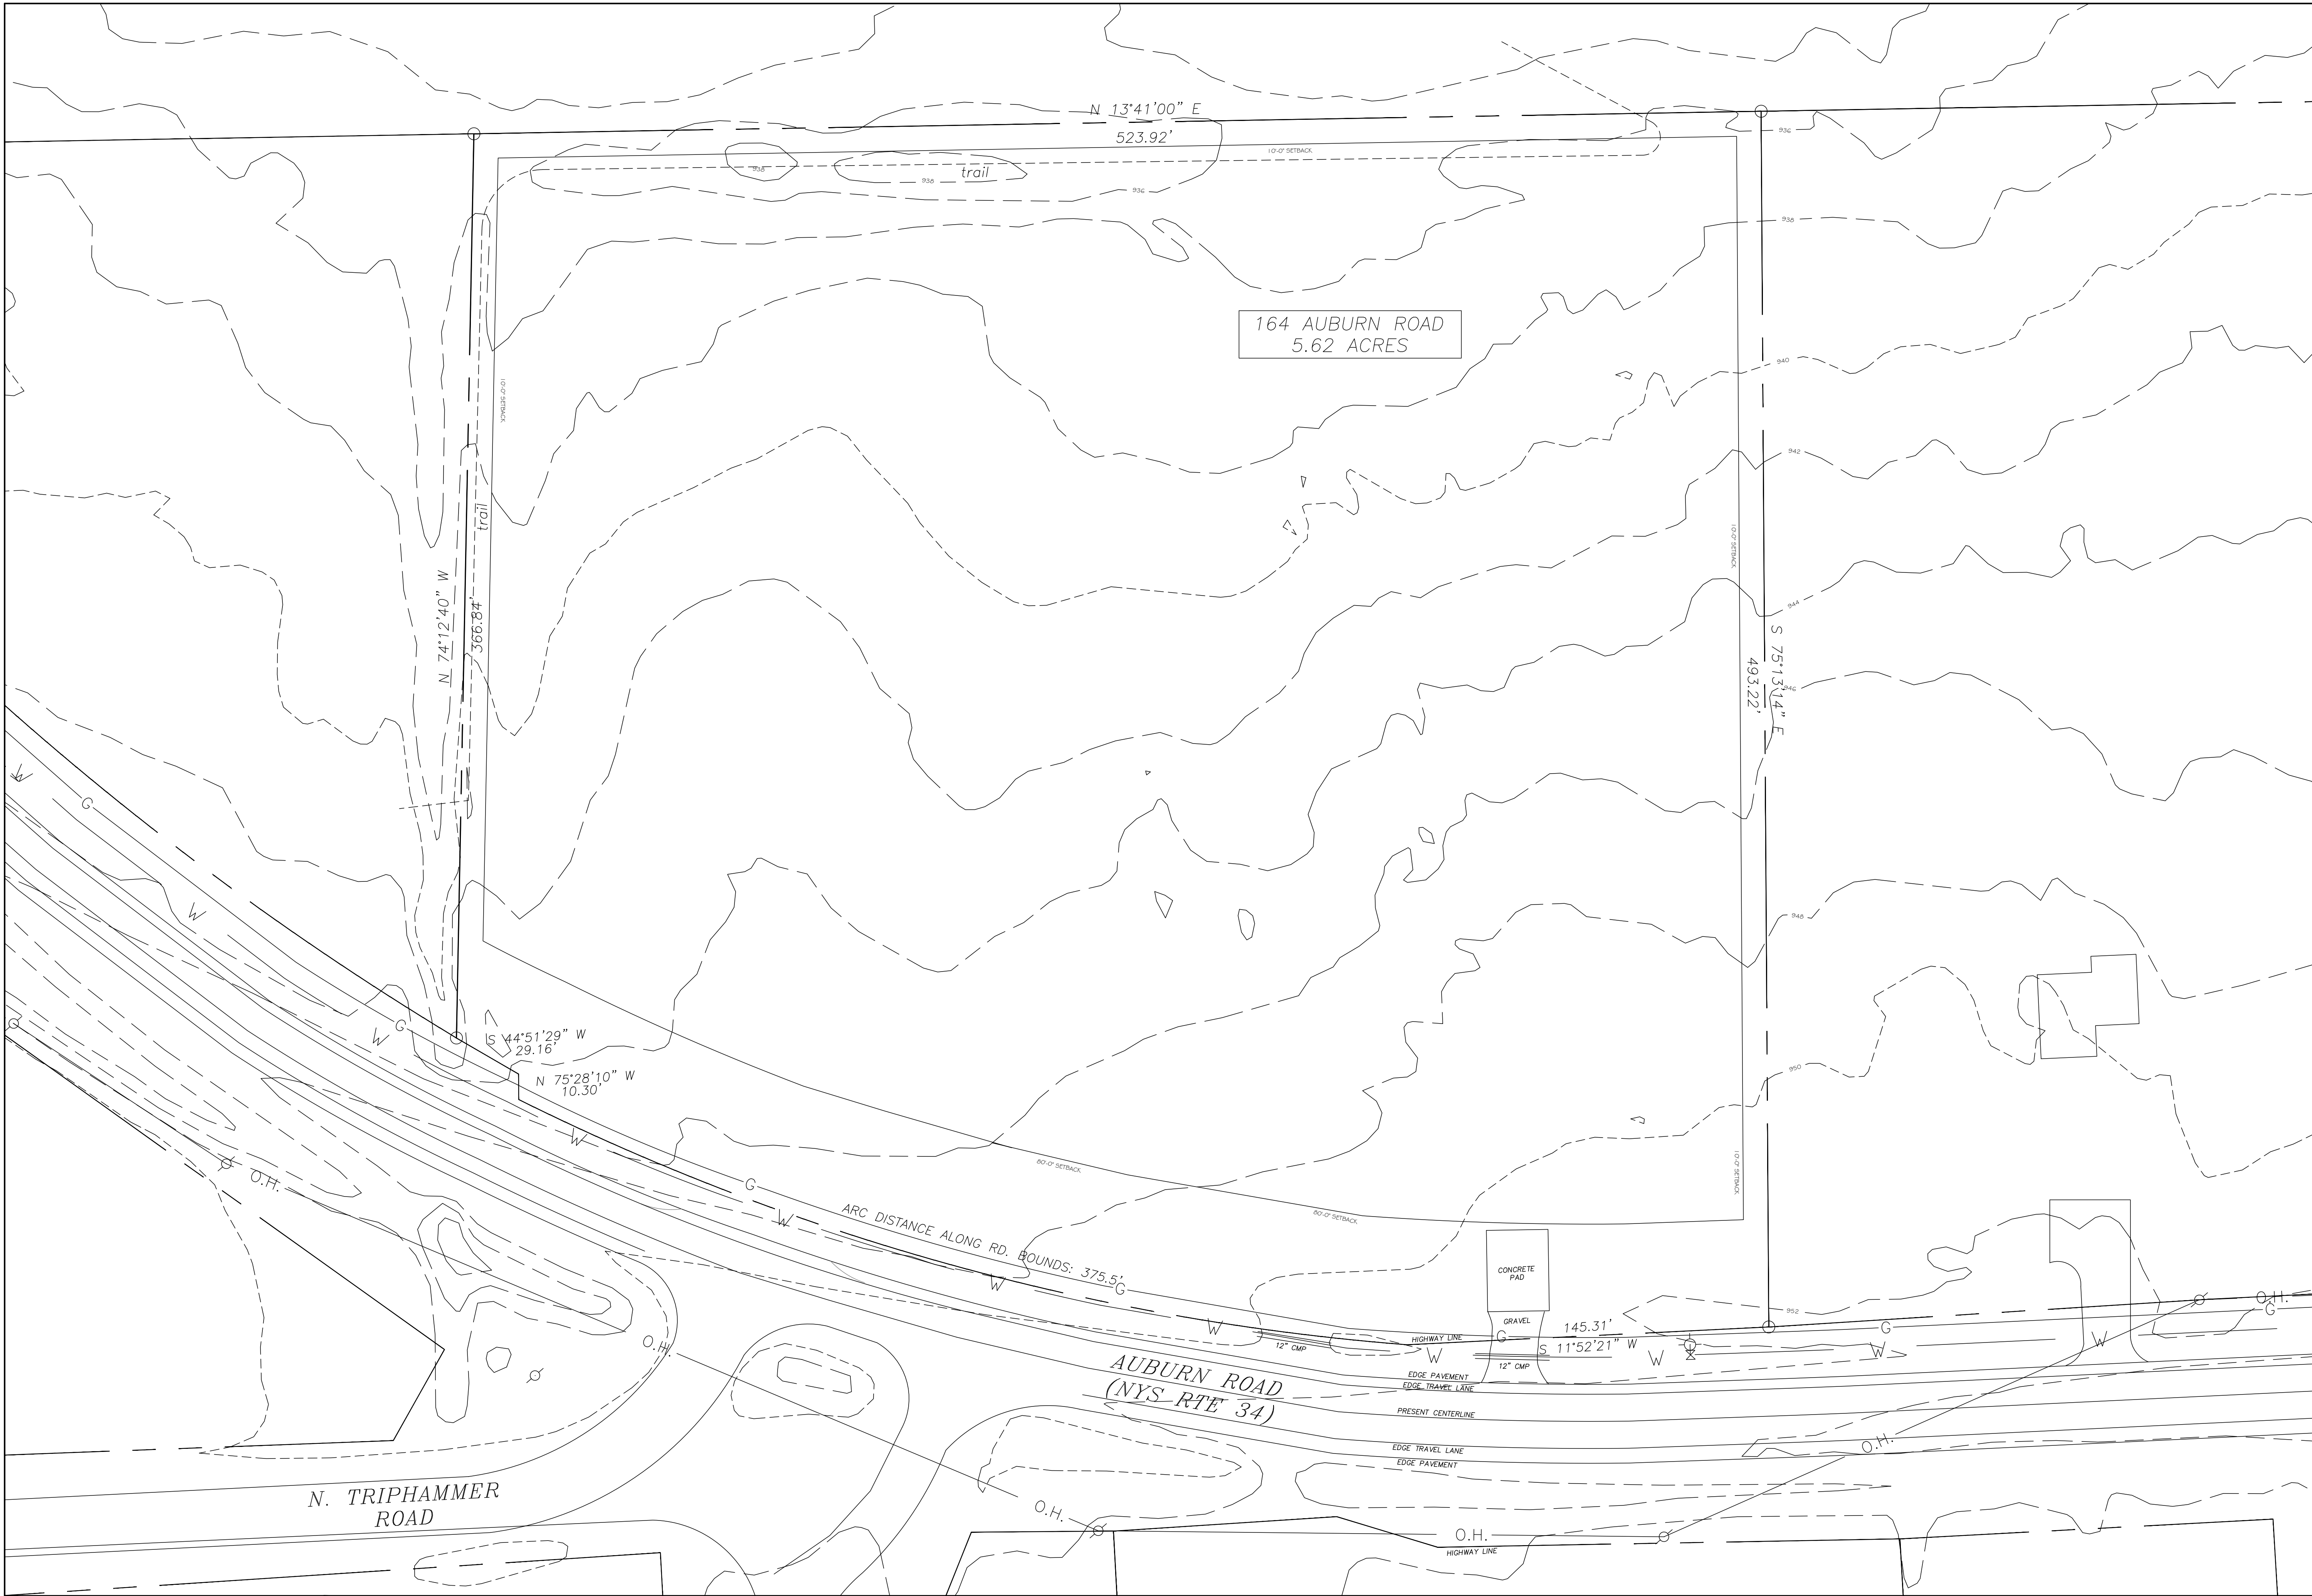 N 13°41'00" E
523.92'
936
10'-0" SETBACK
938
938
trail
936
938
164 AUBURN ROAD
5.62 ACRES
940
10'-0" SETBACK
942
trail
10'-0" SETBACK
N 74°12'40" W
366.84'
944
S 75°13'14" E
493.22'
946
W
G
W
948
G
W
S 44°51'29" W
29.16'
N 75°28'10" W
10.30'
950
W
80'-0" SETBACK
10'-0" SETBACK
O.H.
G
W
ARC DISTANCE ALONG RD. BOUNDS: 375.5'
80'-0" SETBACK
G
W
CONCRETE
PAD
952
O.H.
G
GRAVEL
145.31'
G
W
HIGHWAY LINE
G
S 11°52'21" W
W
12" CMP
W
W
W
12" CMP
O.H.
AUBURN ROAD
(NYS RTE 34)
EDGE PAVEMENT
EDGE TRAVEL LANE
PRESENT CENTERLINE
EDGE TRAVEL LANE
O.H.
EDGE PAVEMENT
N. TRIPHAMMER
ROAD
O.H.
O.H.
HIGHWAY LINE